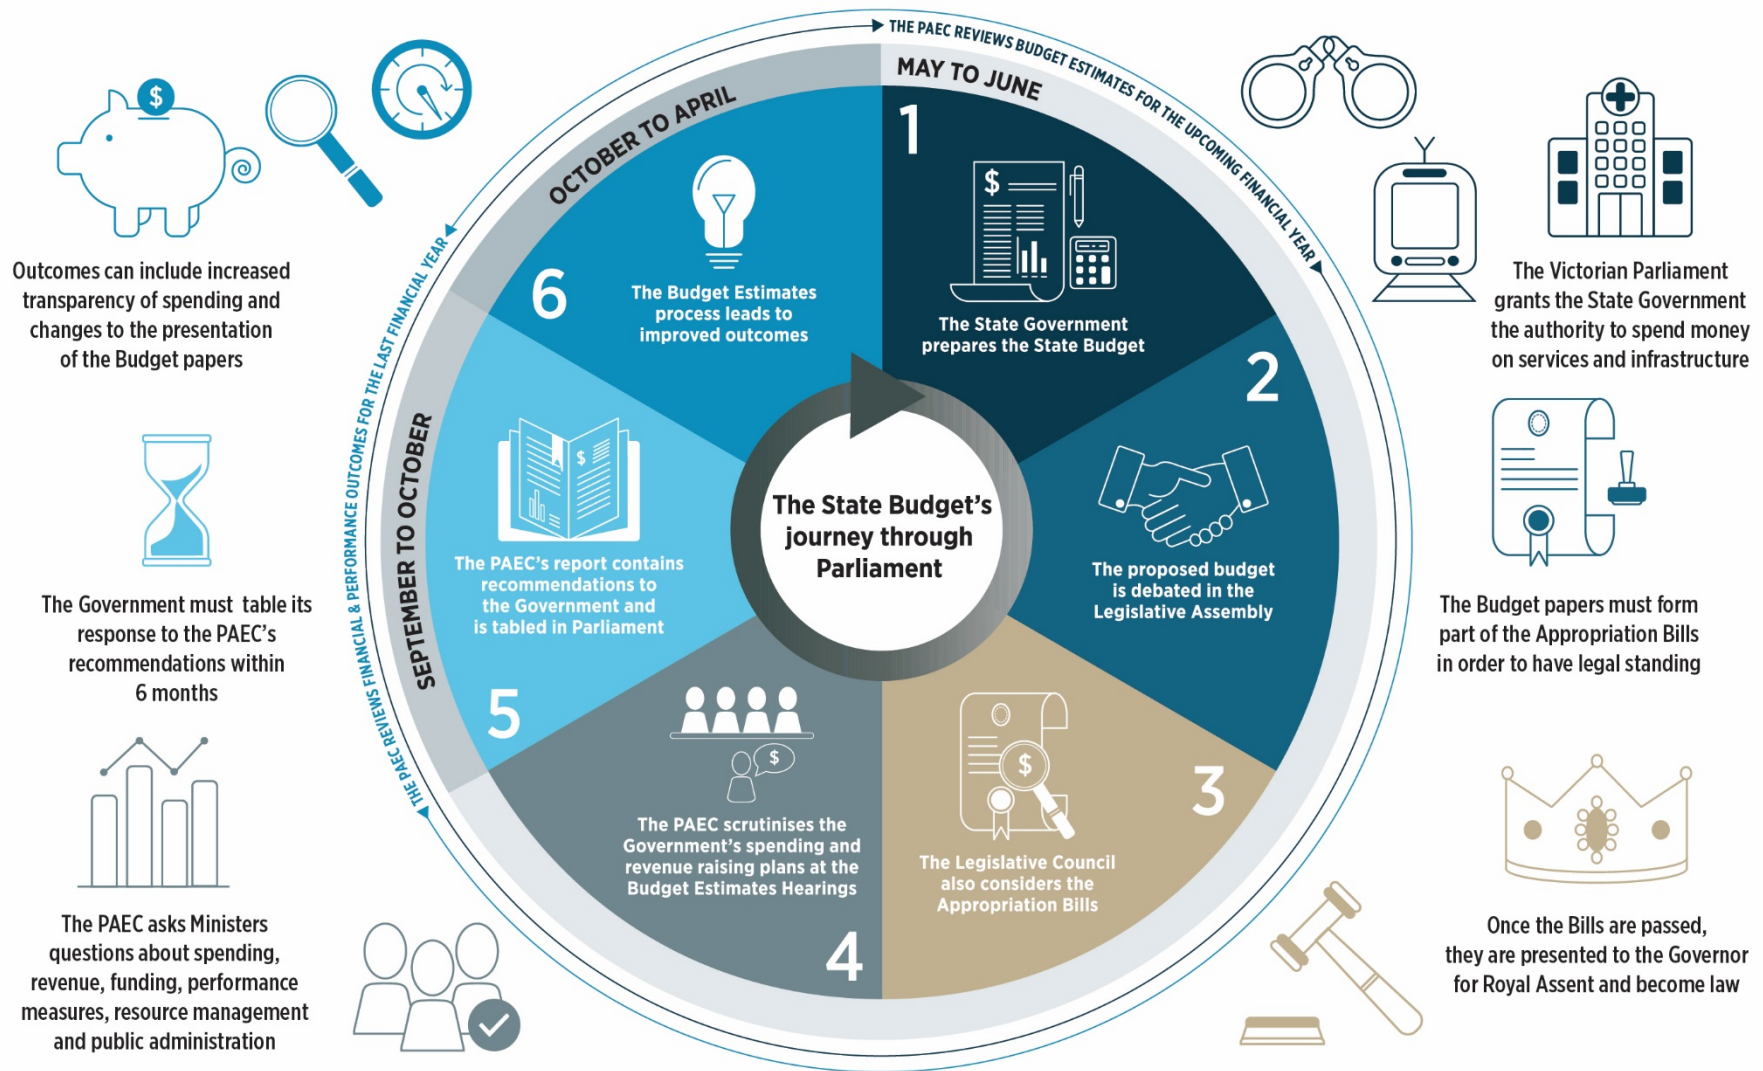 THE PAEC REVIEWS BUDGET ESTIMATES FOR THE UPCOMING FINANCIAL YEAR
THE PAEC REVIEWS FINANCIAL & PERFORMANCE OUTCOMES FOR THE LAST FINANCIAL YEAR
MAY TO JUNE
SEPTEMBER TO OCTOBER
OCTOBER TO APRIL
The State Budget's
journey through
Parliament
1
$
The State Government
prepares the State Budget
The Victorian Parliament
grants the State Government
the authority to spend money
on services and infrastructure
2
The proposed budget
is debated in the
Legislative Assembly
The Budget papers must form
part of the Appropriation Bills
in order to have legal standing
3
$
The Legislative Council
also considers the
Appropriation Bills
Once the Bills are passed,
they are presented to the Governor
for Royal Assent and become law
4
$
The PAEC scrutinises the
Government's spending and
revenue raising plans at the
Budget Estimates Hearings
The PAEC asks Ministers
questions about spending,
revenue, funding, performance
measures, resource management
and public administration
5
$
The PAEC's report contains
recommendations to
the Government and
is tabled in Parliament
The Government must table its
response to the PAEC's
recommendations within
6 months
6
The Budget Estimates
process leads to
improved outcomes
$
Outcomes can include increased
transparency of spending and
changes to the presentation
of the Budget papers